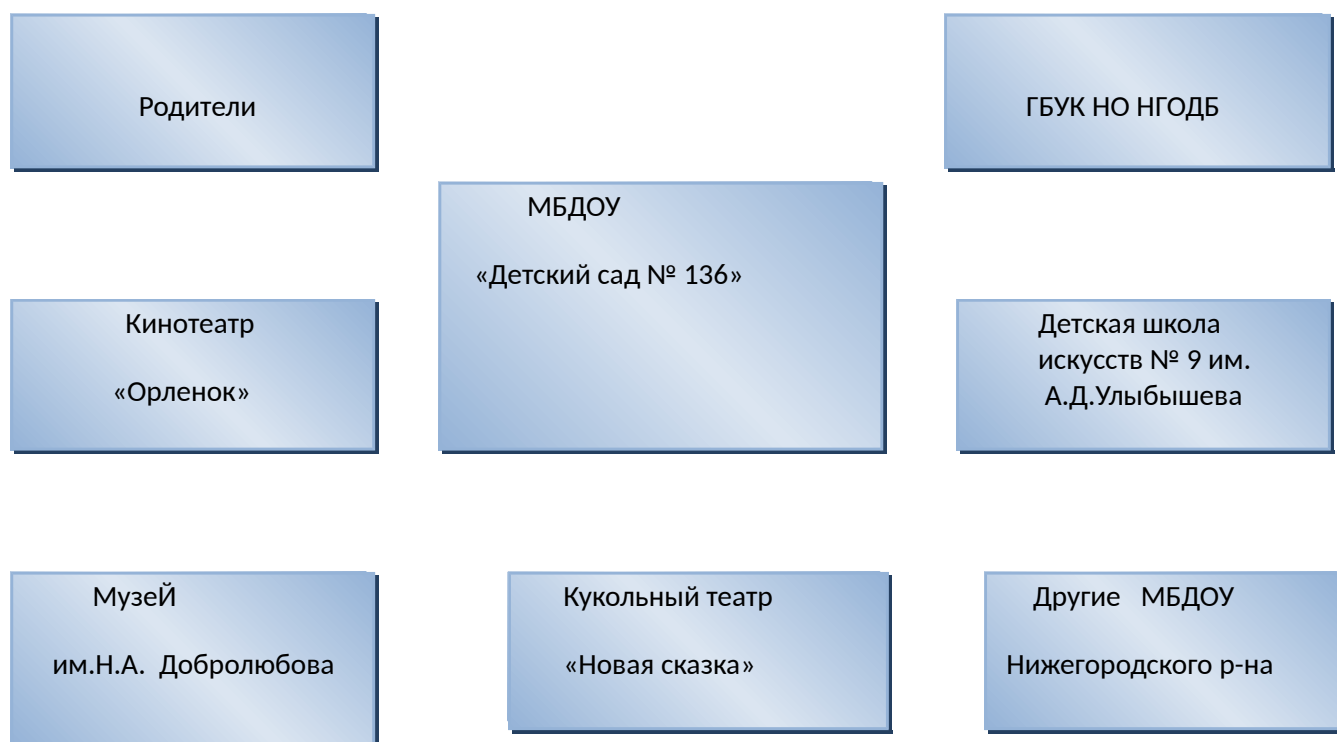 Родители
ГБУК НО НГОДБ
МБДОУ
«Детский сад № 136»
Кинотеатр
«Орленок»
Детская школа
искусств № 9 им.
А.Д.Улыбышева
МузеЙ
им.Н.А. Добролюбова
Кукольный театр
«Новая сказка»
Другие МБДОУ
Нижегородского р-на